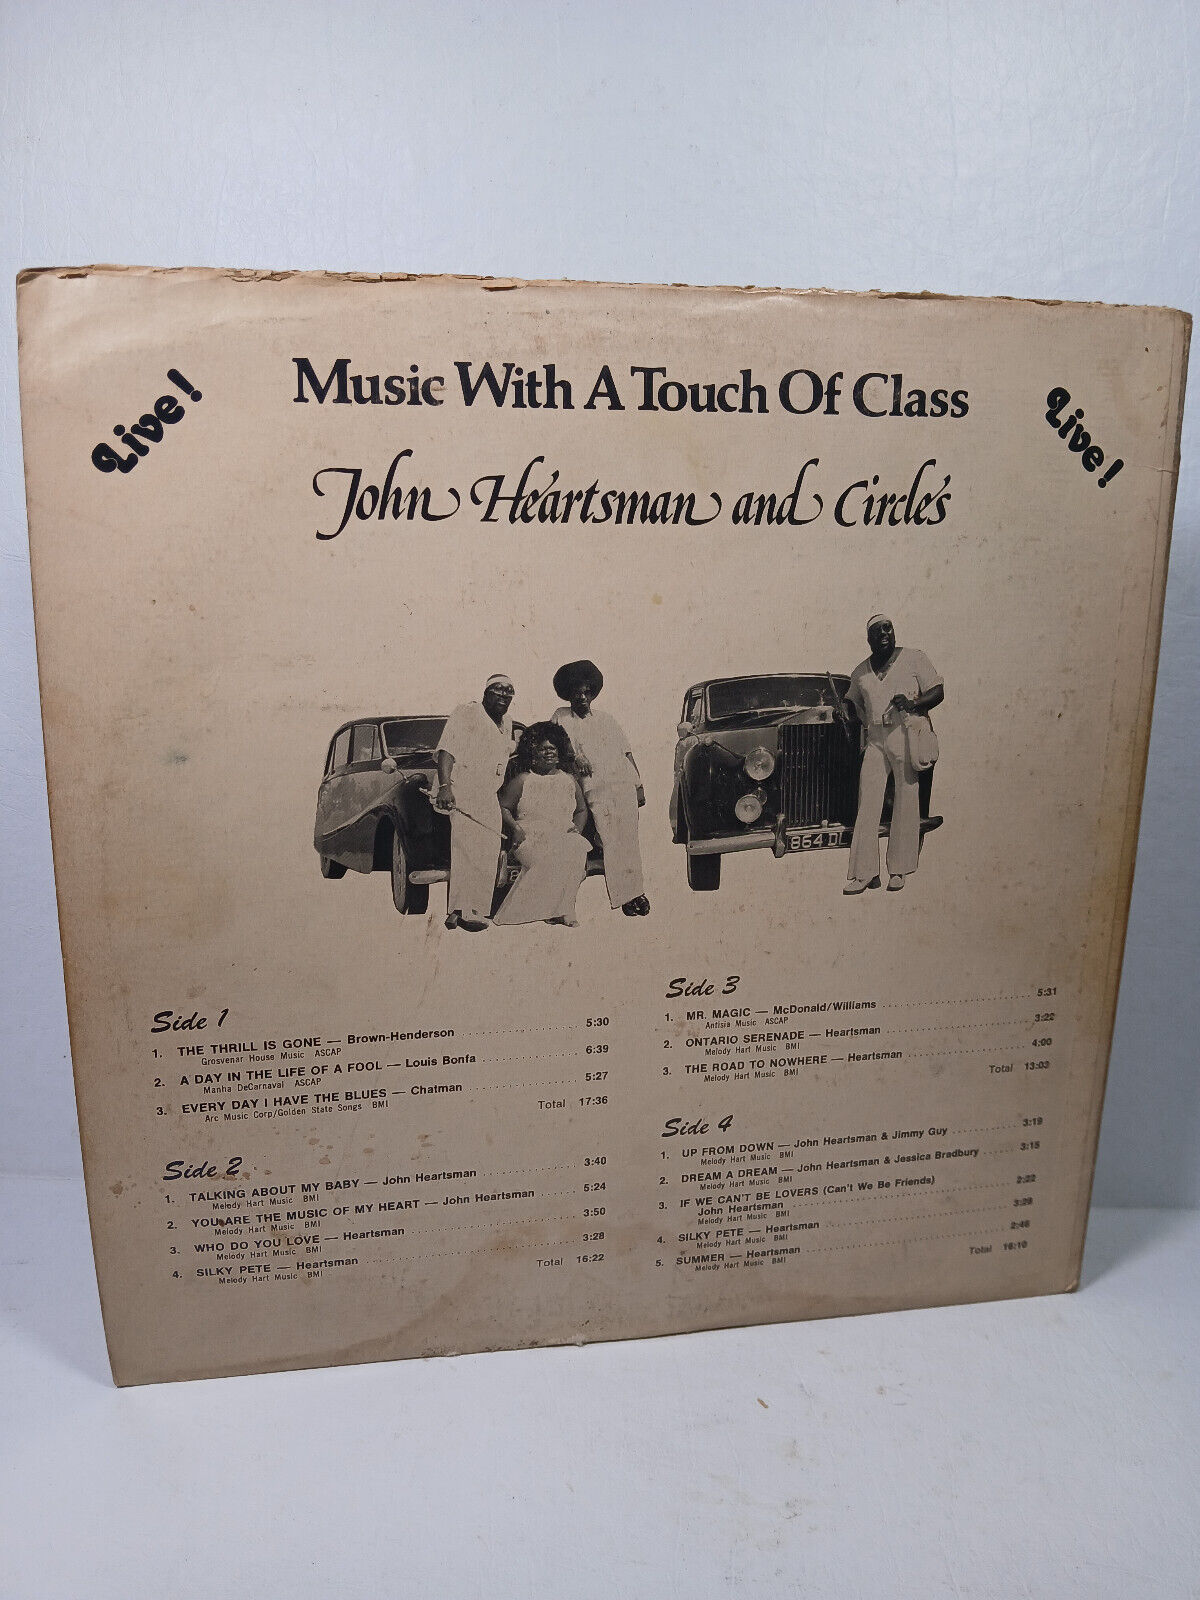 Live!
Music With A Touch Of Class
Live!
John Heartsman and Circles
864 DL
Side 1
1. THE THRILL IS GONE — Brown-Henderson 5:30
Grosvenar House Music ASCAP
2. A DAY IN THE LIFE OF A FOOL — Louis Bonfa 6:39
Manha DeCarnaval ASCAP
3. EVERY DAY I HAVE THE BLUES — Chatman 5:27
Arc Music Corp/Golden State Songs BMI
Total 17:36
Side 2
1. TALKING ABOUT MY BABY — John Heartsman 3:40
Melody Hart Music BMI
2. YOU ARE THE MUSIC OF MY HEART — John Heartsman 5:24
Melody Hart Music BMI
3. WHO DO YOU LOVE — Heartsman 3:50
Melody Hart Music BMI
4. SILKY PETE — Heartsman 3:28
Melody Hart Music BMI
Total 16:22
Side 3
1. MR. MAGIC — McDonald/Williams 5:31
Antisia Music ASCAP
2. ONTARIO SERENADE — Heartsman 3:22
Melody Hart Music BMI
3. THE ROAD TO NOWHERE — Heartsman 4:00
Melody Hart Music BMI
Total 13:03
Side 4
1. UP FROM DOWN — John Heartsman & Jimmy Guy 3:19
Melody Hart Music BMI
2. DREAM A DREAM — John Heartsman & Jessica Bradbury 3:15
Melody Hart Music BMI
3. IF WE CAN'T BE LOVERS (Can't We Be Friends) 2:22
John Heartsman
Melody Hart Music BMI
4. SILKY PETE — Heartsman 3:28
Melody Hart Music BMI
5. SUMMER — Heartsman 2:46
Melody Hart Music BMI
Total 16:10